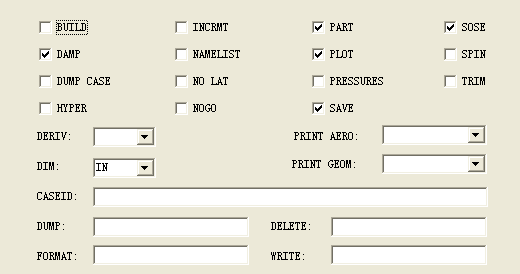 BUILD INCRMT PART SOSE
DAMP NAMELIST PLOT SPIN
DUMP CASE NO LAT PRESSURES TRIM
HYPER NOGO SAVE
DERIV: PRINT AERO:
DIM: IN PRINT GEOM:
CASEID:
DUMP: DELETE:
FORMAT: WRITE: